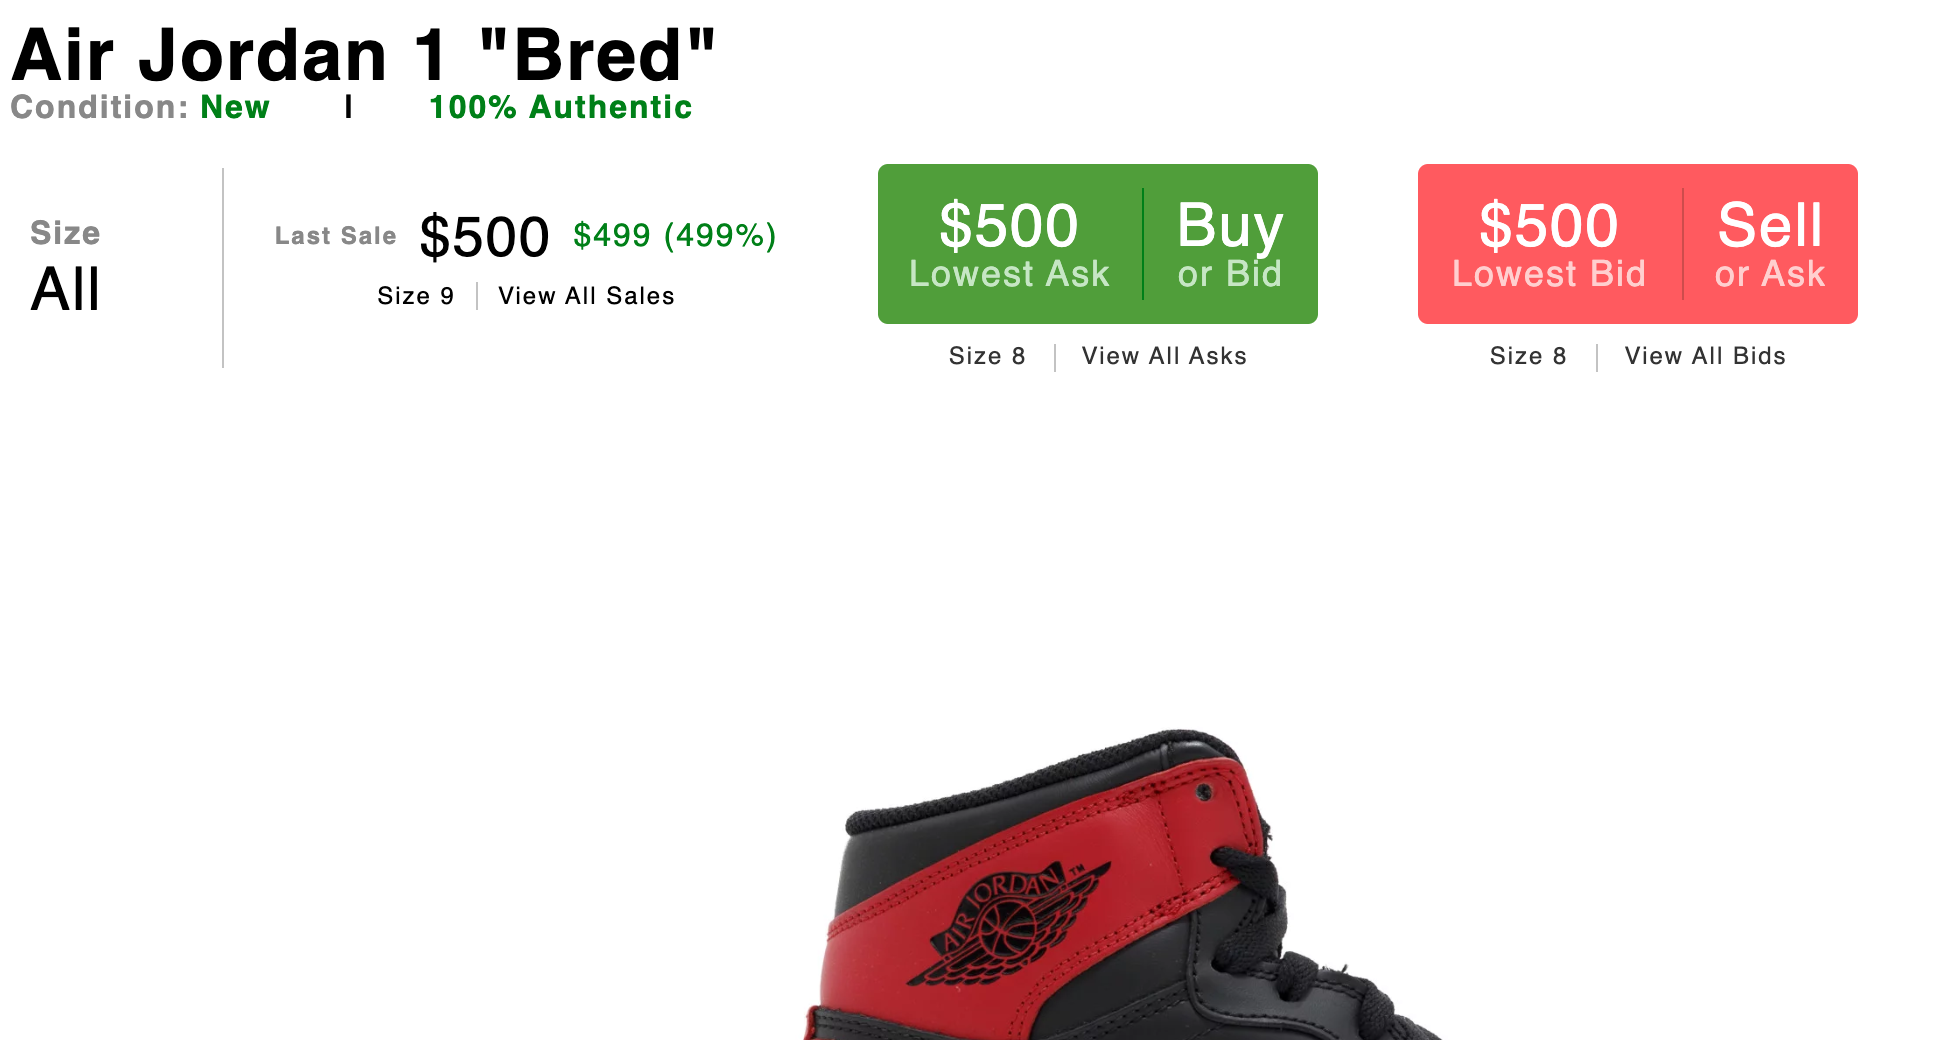 Air Jordan 1 "Bred"
Condition: New | 100% Authentic
Size
All
Last Sale $500 $499 (499%)
Size 9 | View All Sales
$500 Buy
Lowest Ask or Bid
Size 8 | View All Asks
$500 Sell
Lowest Bid or Ask
Size 8 | View All Bids
AIR JORDAN™